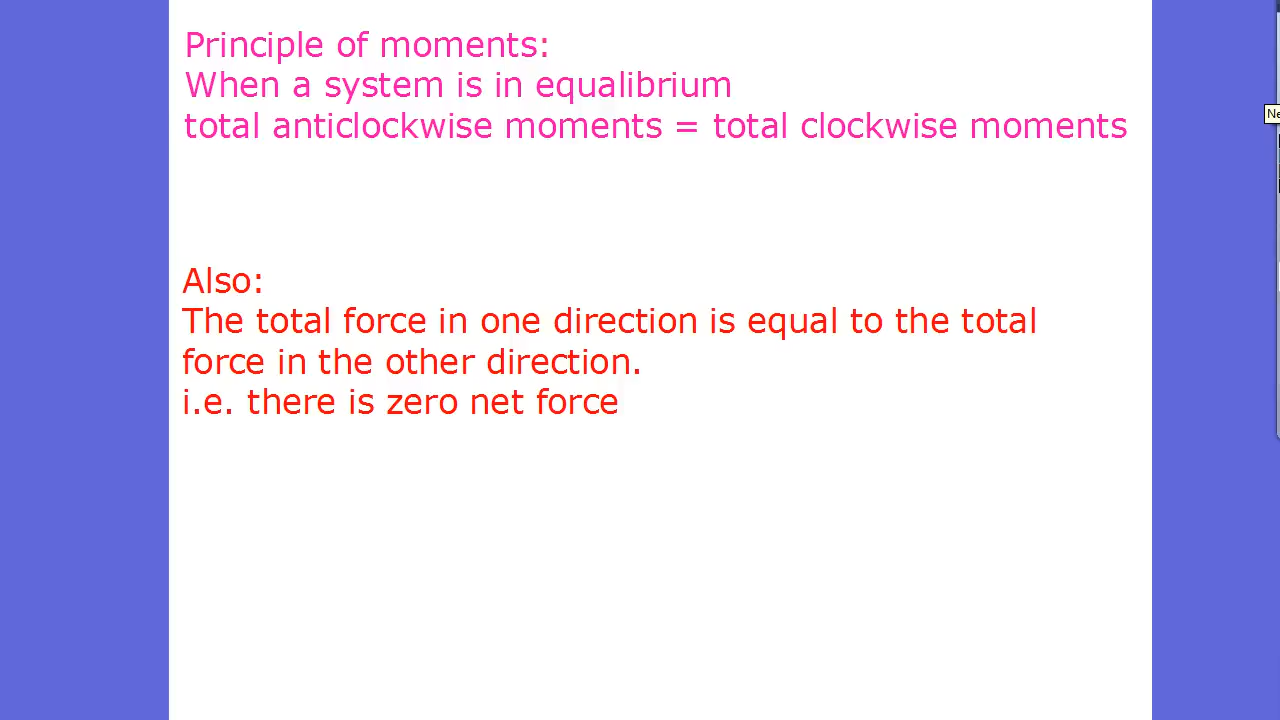 Principle of moments:
When a system is in equalibrium
total anticlockwise moments = total clockwise moments
Ne
Also:
The total force in one direction is equal to the total
force in the other direction.
i.e. there is zero net force